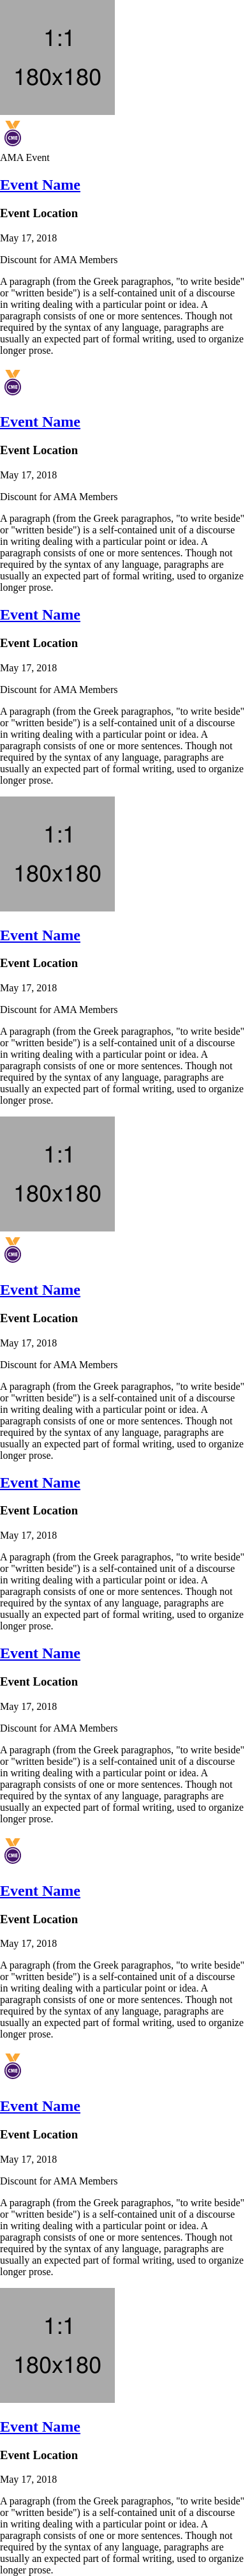 1:1
180x180
CME
AMA Event
Event Name
Event Location
May 17, 2018
Discount for AMA Members
A paragraph (from the Greek paragraphos, "to write beside"
or "written beside") is a self-contained unit of a discourse
in writing dealing with a particular point or idea. A
paragraph consists of one or more sentences. Though not
required by the syntax of any language, paragraphs are
usually an expected part of formal writing, used to organize
longer prose.
CME
Event Name
Event Location
May 17, 2018
Discount for AMA Members
A paragraph (from the Greek paragraphos, "to write beside"
or "written beside") is a self-contained unit of a discourse
in writing dealing with a particular point or idea. A
paragraph consists of one or more sentences. Though not
required by the syntax of any language, paragraphs are
usually an expected part of formal writing, used to organize
longer prose.
Event Name
Event Location
May 17, 2018
Discount for AMA Members
A paragraph (from the Greek paragraphos, "to write beside"
or "written beside") is a self-contained unit of a discourse
in writing dealing with a particular point or idea. A
paragraph consists of one or more sentences. Though not
required by the syntax of any language, paragraphs are
usually an expected part of formal writing, used to organize
longer prose.
1:1
180x180
Event Name
Event Location
May 17, 2018
Discount for AMA Members
A paragraph (from the Greek paragraphos, "to write beside"
or "written beside") is a self-contained unit of a discourse
in writing dealing with a particular point or idea. A
paragraph consists of one or more sentences. Though not
required by the syntax of any language, paragraphs are
usually an expected part of formal writing, used to organize
longer prose.
1:1
180x180
CME
Event Name
Event Location
May 17, 2018
Discount for AMA Members
A paragraph (from the Greek paragraphos, "to write beside"
or "written beside") is a self-contained unit of a discourse
in writing dealing with a particular point or idea. A
paragraph consists of one or more sentences. Though not
required by the syntax of any language, paragraphs are
usually an expected part of formal writing, used to organize
longer prose.
Event Name
Event Location
May 17, 2018
A paragraph (from the Greek paragraphos, "to write beside"
or "written beside") is a self-contained unit of a discourse
in writing dealing with a particular point or idea. A
paragraph consists of one or more sentences. Though not
required by the syntax of any language, paragraphs are
usually an expected part of formal writing, used to organize
longer prose.
Event Name
Event Location
May 17, 2018
Discount for AMA Members
A paragraph (from the Greek paragraphos, "to write beside"
or "written beside") is a self-contained unit of a discourse
in writing dealing with a particular point or idea. A
paragraph consists of one or more sentences. Though not
required by the syntax of any language, paragraphs are
usually an expected part of formal writing, used to organize
longer prose.
CME
Event Name
Event Location
May 17, 2018
A paragraph (from the Greek paragraphos, "to write beside"
or "written beside") is a self-contained unit of a discourse
in writing dealing with a particular point or idea. A
paragraph consists of one or more sentences. Though not
required by the syntax of any language, paragraphs are
usually an expected part of formal writing, used to organize
longer prose.
CME
Event Name
Event Location
May 17, 2018
Discount for AMA Members
A paragraph (from the Greek paragraphos, "to write beside"
or "written beside") is a self-contained unit of a discourse
in writing dealing with a particular point or idea. A
paragraph consists of one or more sentences. Though not
required by the syntax of any language, paragraphs are
usually an expected part of formal writing, used to organize
longer prose.
1:1
180x180
Event Name
Event Location
May 17, 2018
A paragraph (from the Greek paragraphos, "to write beside"
or "written beside") is a self-contained unit of a discourse
in writing dealing with a particular point or idea. A
paragraph consists of one or more sentences. Though not
required by the syntax of any language, paragraphs are
usually an expected part of formal writing, used to organize
longer prose.